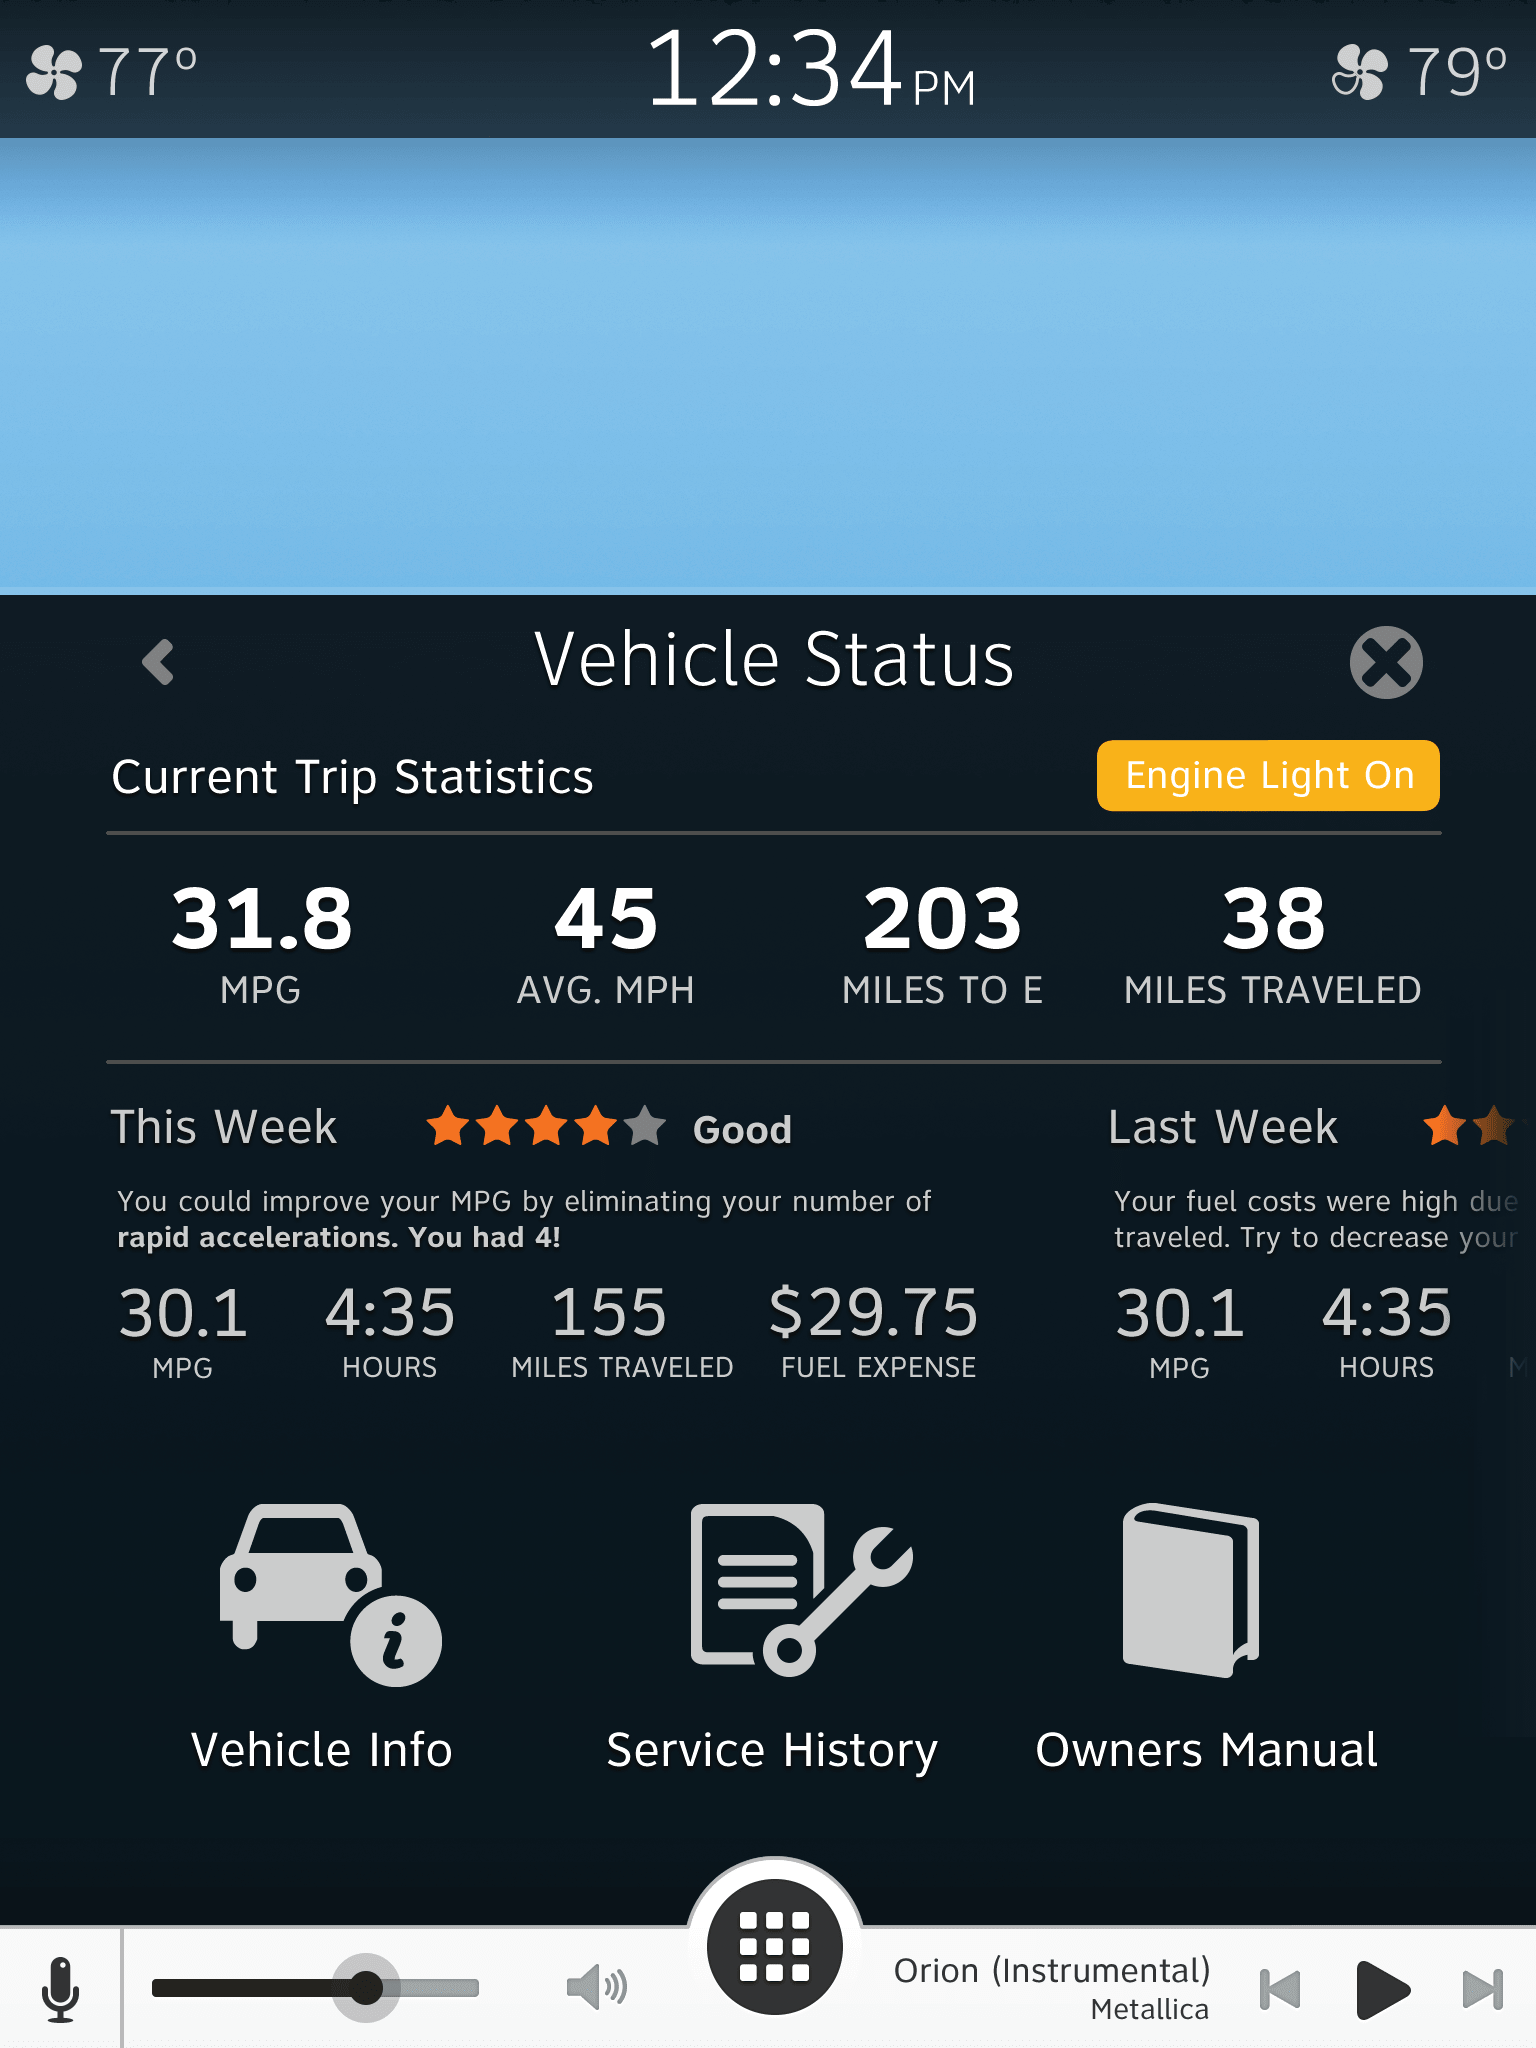 77°
12:34 PM
79°
Vehicle Status
Current Trip Statistics
Engine Light On
31.8
MPG
45
AVG. MPH
203
MILES TO E
38
MILES TRAVELED
This Week
Good
You could improve your MPG by eliminating your number of
rapid accelerations. You had 4!
30.1
MPG
4:35
HOURS
155
MILES TRAVELED
$29.75
FUEL EXPENSE
Last Week
Your fuel costs were high due
traveled. Try to decrease your
30.1
MPG
4:35
HOURS
M
Vehicle Info
Service History
Owners Manual
Orion (Instrumental)
Metallica